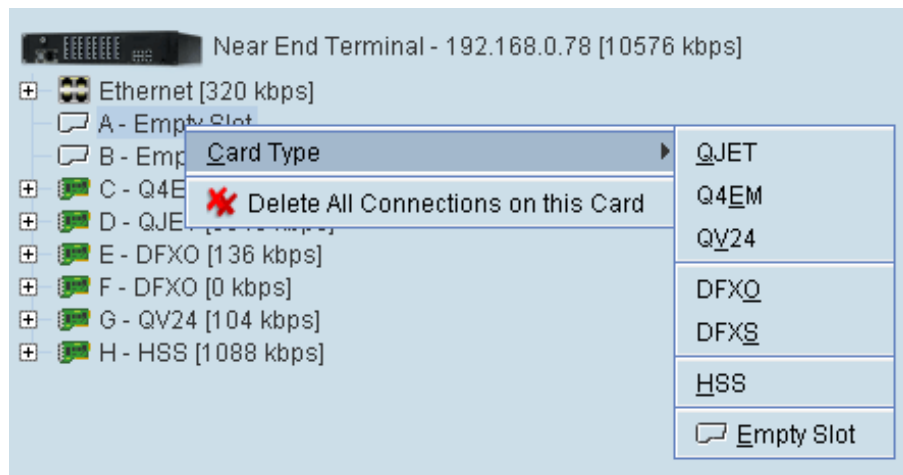 Near End Terminal - 192.168.0.78 [10576 kbps]
Ethernet [320 kbps]
A - Empty Slot
B - Emp
C - Q4E
D - QJET
E - DFXO [136 kbps]
F - DFXO [0 kbps]
G - QV24 [104 kbps]
H - HSS [1088 kbps]
Card Type
Delete All Connections on this Card
QJET
Q4EM
QV24
DFXO
DFXS
HSS
Empty Slot